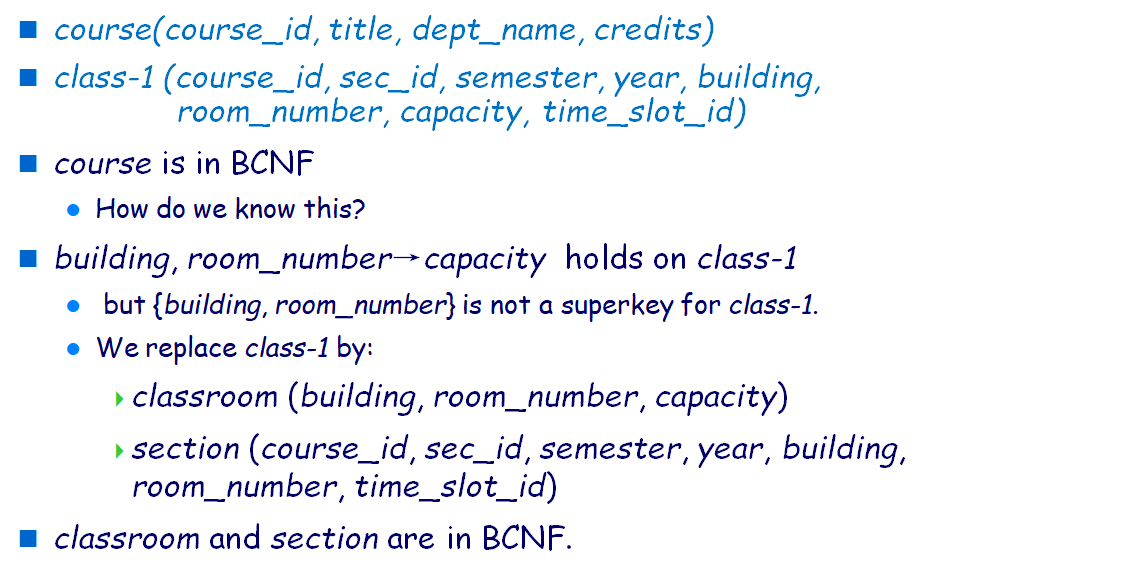 course(course_id, title, dept_name, credits)
class-1 (course_id, sec_id, semester, year, building,
room_number, capacity, time_slot_id)
course is in BCNF
How do we know this?
building, room_number→capacity holds on class-1
but {building, room_number} is not a superkey for class-1.
We replace class-1 by:
classroom (building, room_number, capacity)
section (course_id, sec_id, semester, year, building,
room_number, time_slot_id)
classroom and section are in BCNF.